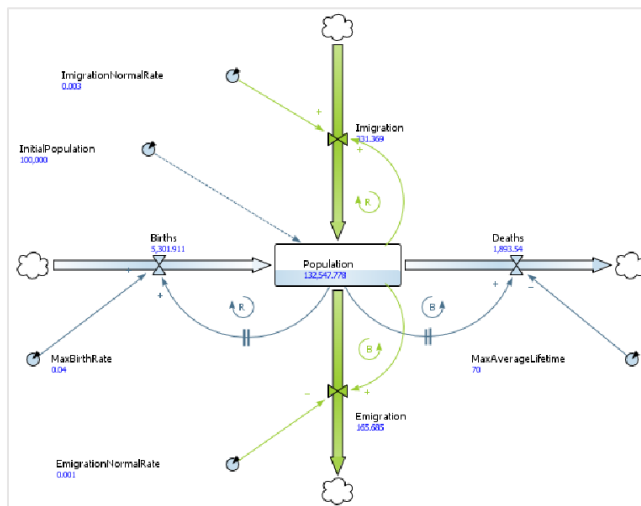 ImigrationNormalRate
0.003
+
Imigration
331.369
+
InitialPopulation
100,000
R
Births
5,301.911
Deaths
1,893.54
Population
132,547.778
+
+
+
−
R
B
B
MaxBirthRate
0.04
MaxAverageLifetime
70
−
+
Emigration
165.685
EmigrationNormalRate
0.001